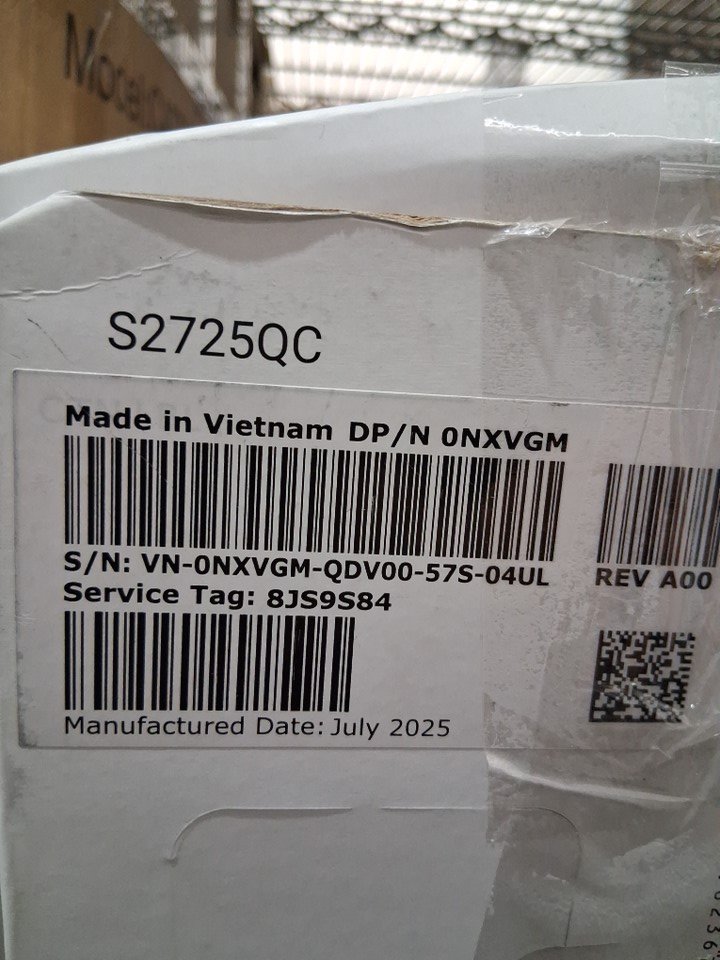 S2725QC
Made in Vietnam DP/N 0NXVGM
S/N: VN-0NXVGM-QDV00-57S-04UL
REV A00
Service Tag: 8JS9S84
Manufactured Date: July 2025